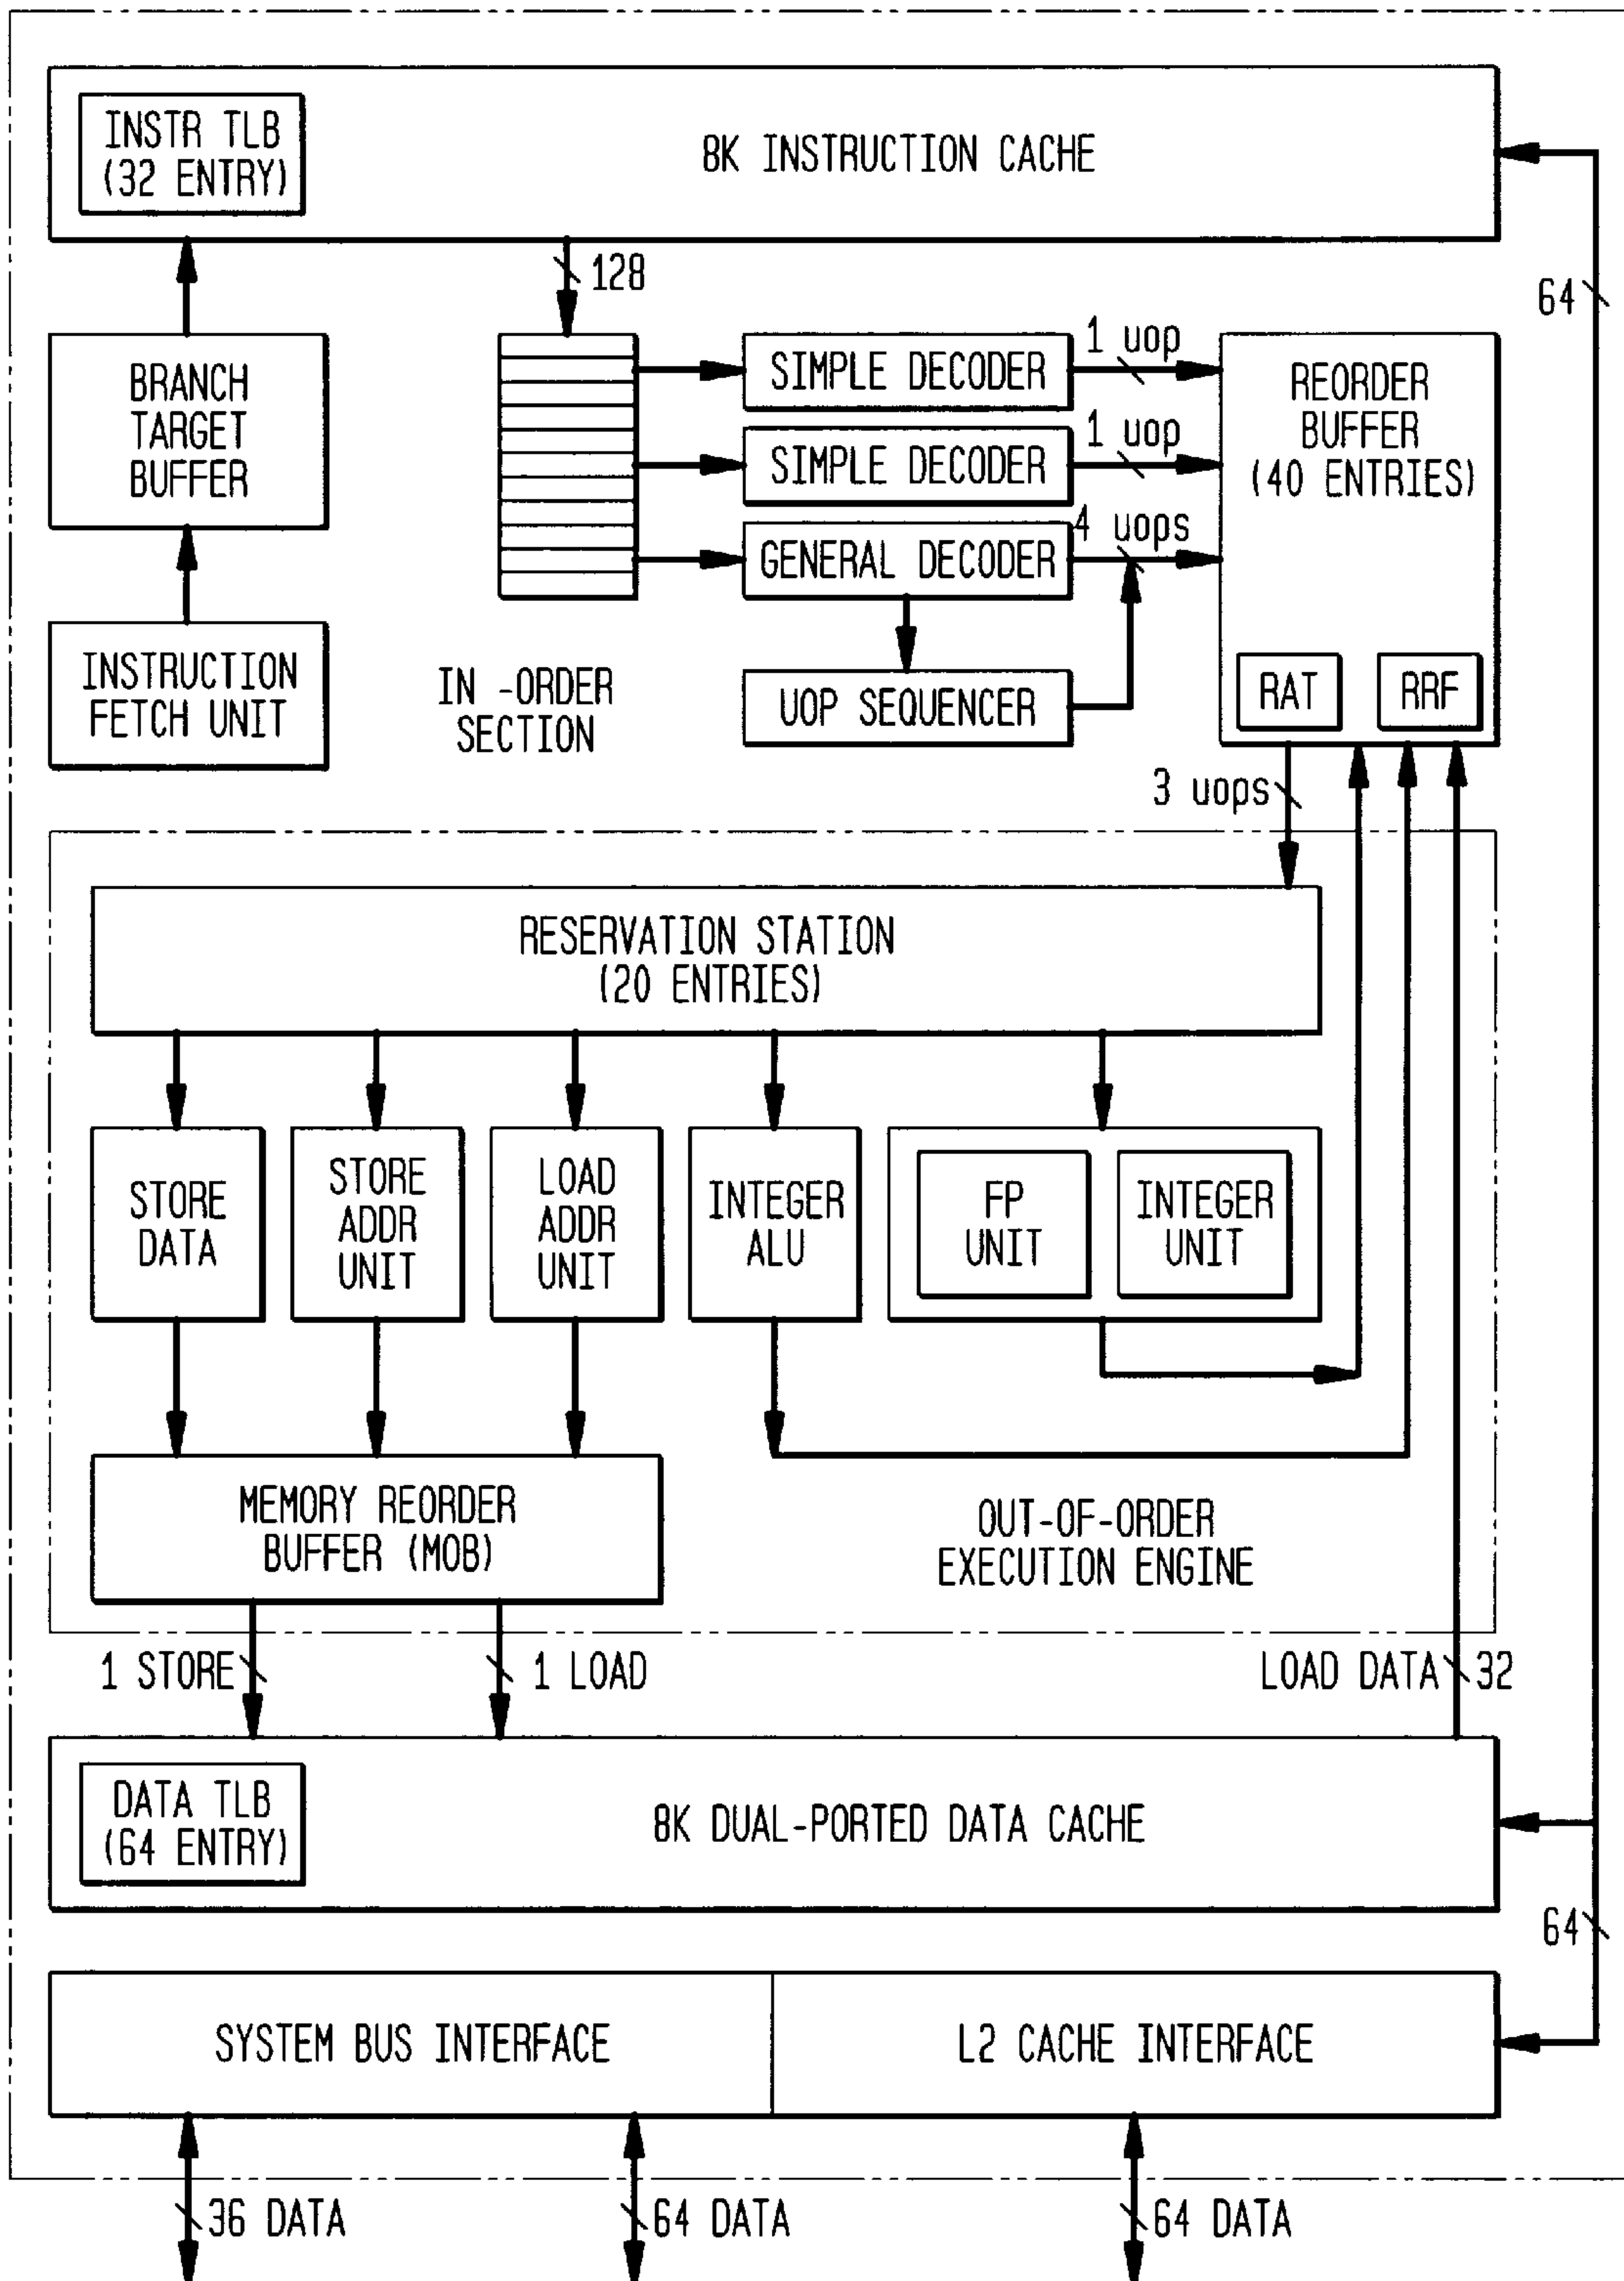 INSTR TLB
(32 ENTRY)
8K INSTRUCTION CACHE
128
64
BRANCH
TARGET
BUFFER
SIMPLE DECODER
1 uop
SIMPLE DECODER
1 uop
GENERAL DECODER
4 uops
REORDER
BUFFER
(40 ENTRIES)
INSTRUCTION
FETCH UNIT
IN -ORDER
SECTION
UOP SEQUENCER
RAT
RRF
3 uops
RESERVATION STATION
(20 ENTRIES)
STORE
DATA
STORE
ADDR
UNIT
LOAD
ADDR
UNIT
INTEGER
ALU
FP
UNIT
INTEGER
UNIT
MEMORY REORDER
BUFFER (MOB)
OUT-OF-ORDER
EXECUTION ENGINE
1 STORE
1 LOAD
LOAD DATA
32
DATA TLB
(64 ENTRY)
8K DUAL-PORTED DATA CACHE
64
SYSTEM BUS INTERFACE
L2 CACHE INTERFACE
36 DATA
64 DATA
64 DATA